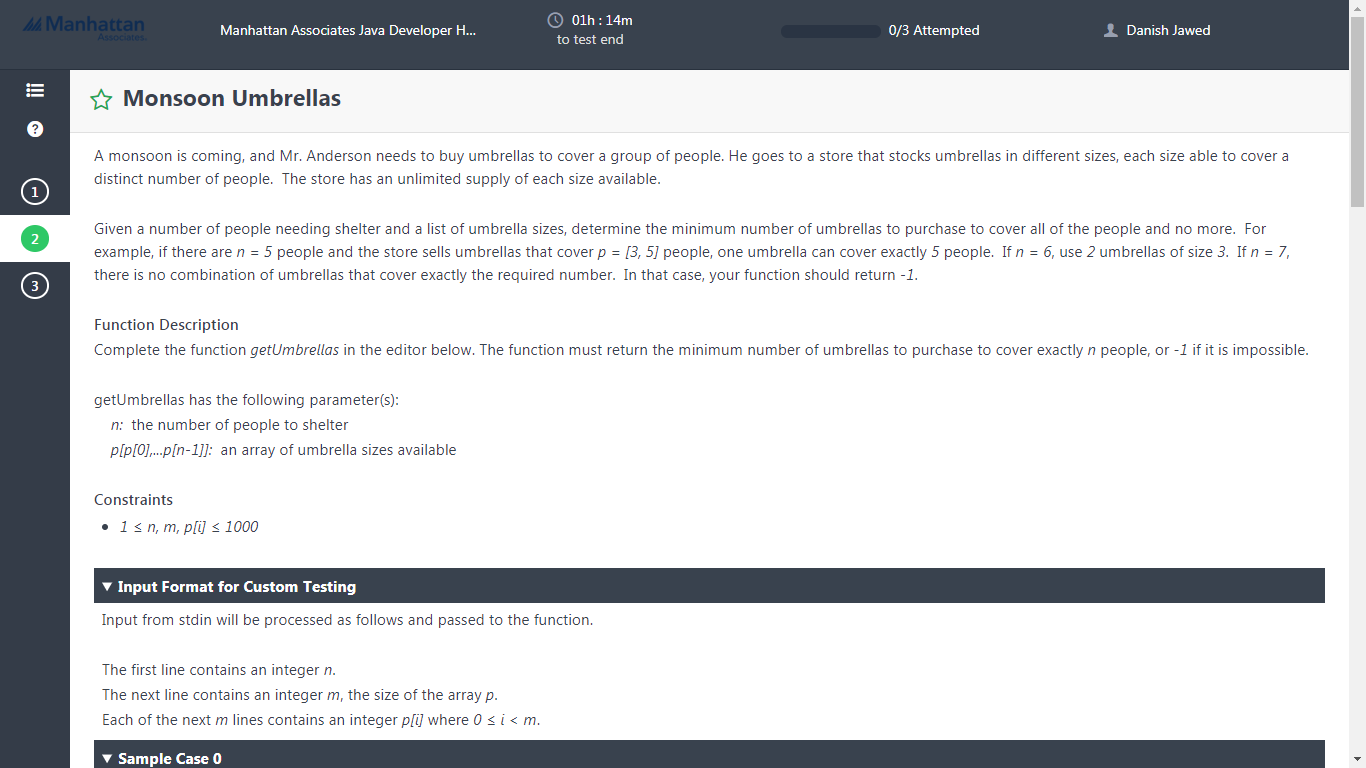 Manhattan
Associates
Manhattan Associates Java Developer H...
01h : 14m
to test end
0/3 Attempted
Danish Jawed
?
1
2
3
Monsoon Umbrellas
A monsoon is coming, and Mr. Anderson needs to buy umbrellas to cover a group of people. He goes to a store that stocks umbrellas in different sizes, each size able to cover a
distinct number of people.  The store has an unlimited supply of each size available.
Given a number of people needing shelter and a list of umbrella sizes, determine the minimum number of umbrellas to purchase to cover all of the people and no more.  For
example, if there are n = 5 people and the store sells umbrellas that cover p = [3, 5] people, one umbrella can cover exactly 5 people.  If n = 6, use 2 umbrellas of size 3.  If n = 7,
there is no combination of umbrellas that cover exactly the required number.  In that case, your function should return -1.
Function Description
Complete the function getUmbrellas in the editor below. The function must return the minimum number of umbrellas to purchase to cover exactly n people, or -1 if it is impossible.
getUmbrellas has the following parameter(s):
n:  the number of people to shelter
p[p[0],...p[n-1]]:  an array of umbrella sizes available
Constraints
• 1 ≤ n, m, p[i] ≤ 1000
▼ Input Format for Custom Testing
Input from stdin will be processed as follows and passed to the function.
The first line contains an integer n.
The next line contains an integer m, the size of the array p.
Each of the next m lines contains an integer p[i] where 0 ≤ i < m.
▼ Sample Case 0